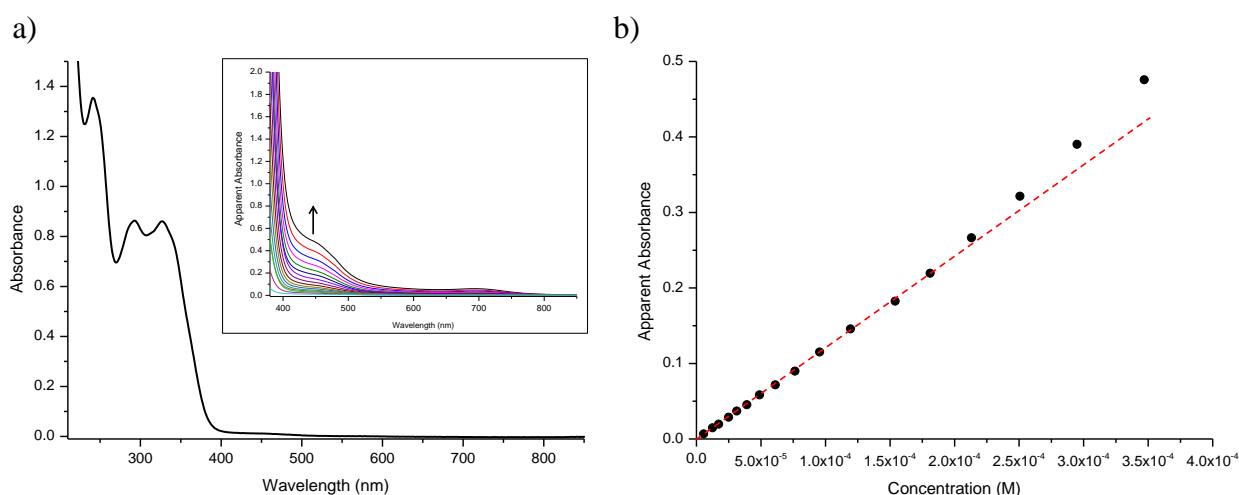 a)
Absorbance
1.4
1.2
1.0
0.8
0.6
0.4
0.2
0.0
300 400 500 600 700 800
Wavelength (nm)
Apparent Absorbance
2.0
1.8
1.6
1.4
1.2
1.0
0.8
0.6
0.4
0.2
0.0
400 500 600 700 800
Wavelength (nm)
b)
Apparent Absorbance
0.5
0.4
0.3
0.2
0.1
0.0
0.0 5.0x10⁻⁵ 1.0x10⁻⁴ 1.5x10⁻⁴ 2.0x10⁻⁴ 2.5x10⁻⁴ 3.0x10⁻⁴ 3.5x10⁻⁴ 4.0x10⁻⁴
Concentration (M)